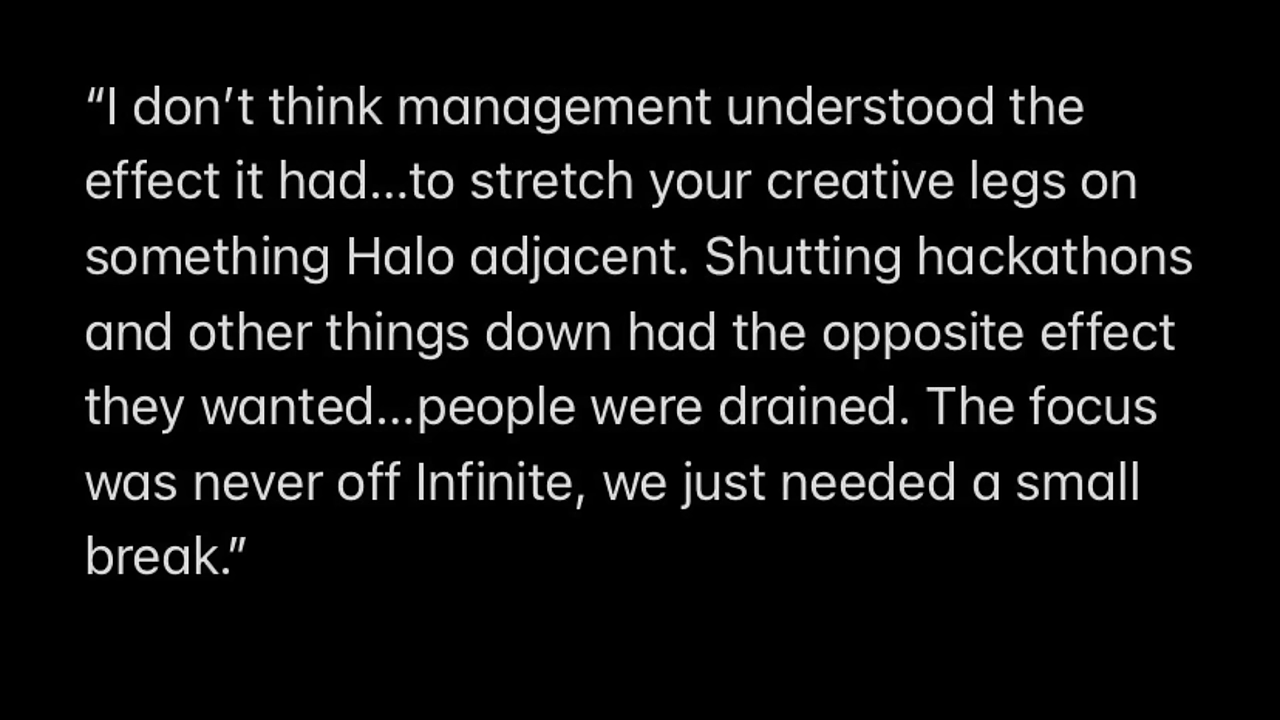 “I don’t think management understood the
effect it had...to stretch your creative legs on
something Halo adjacent. Shutting hackathons
and other things down had the opposite effect
they wanted...people were drained. The focus
was never off Infinite, we just needed a small
break.”